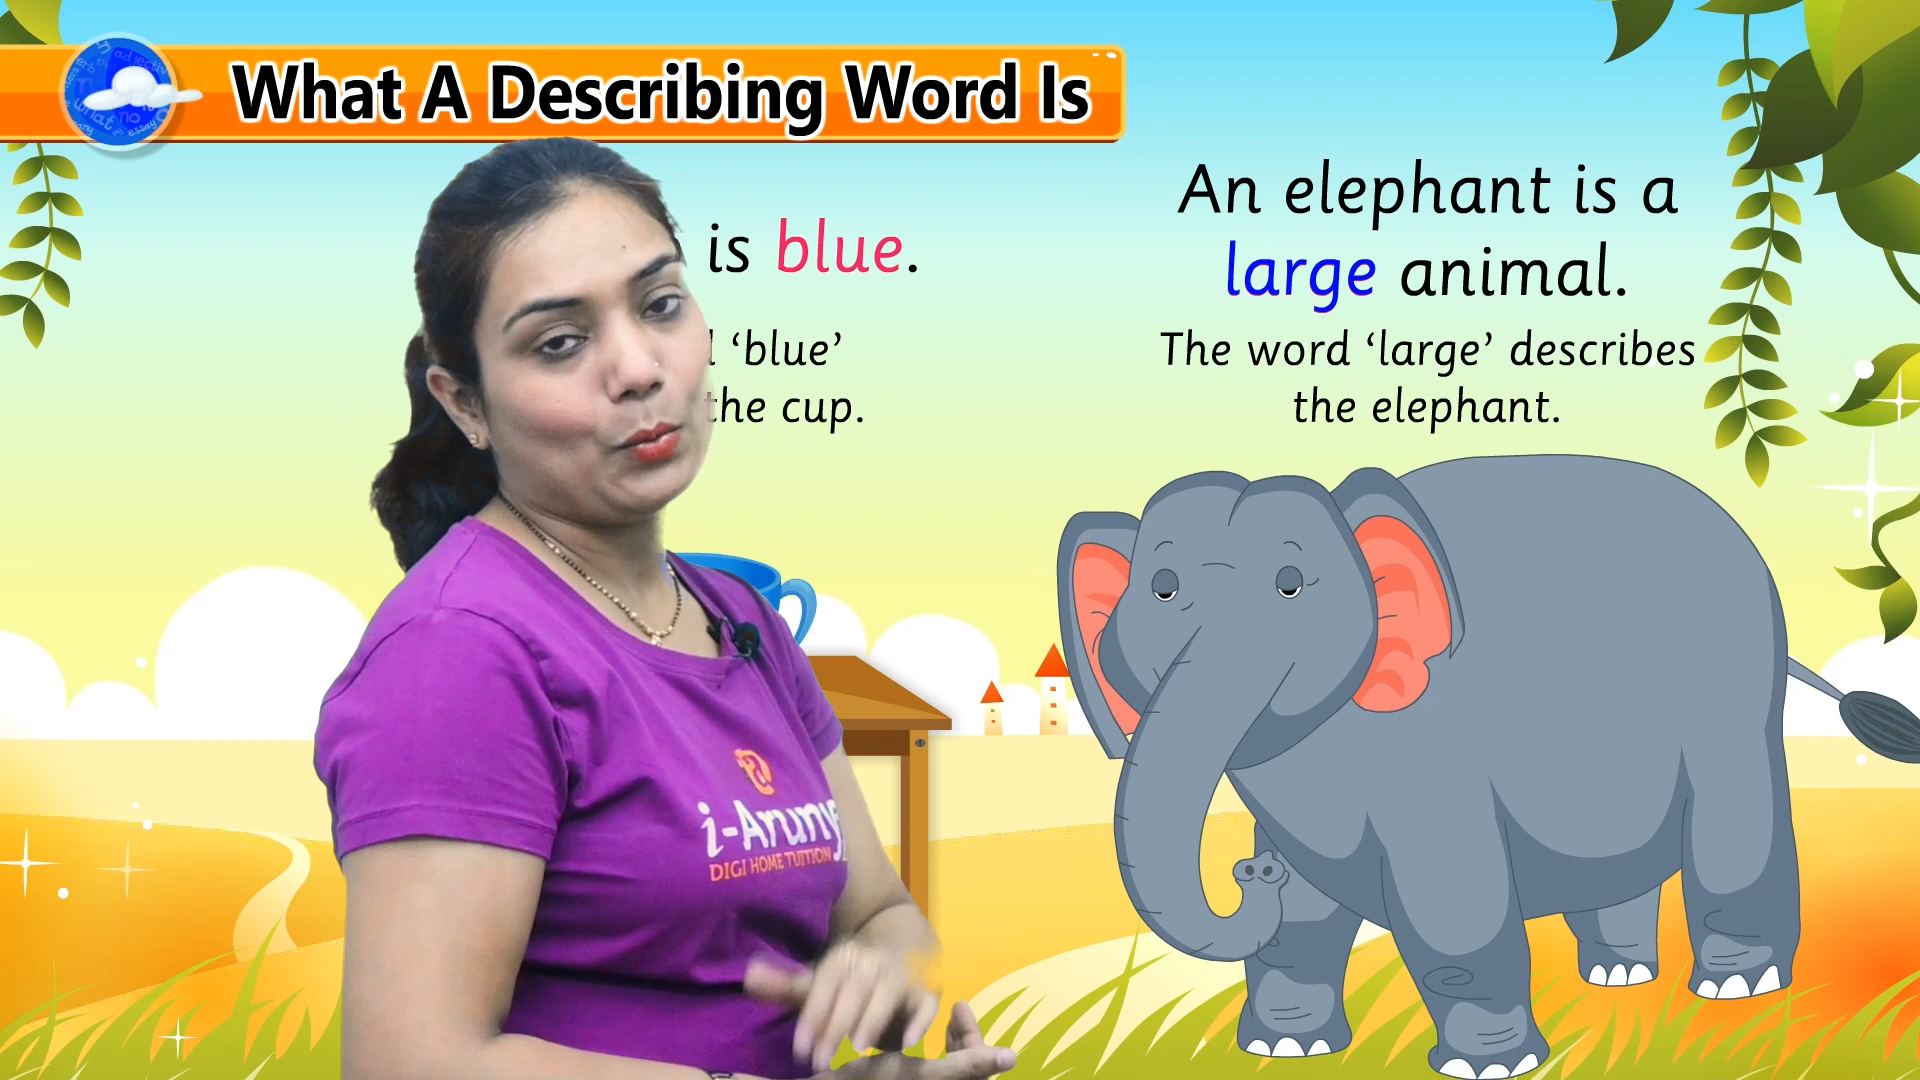 What A Describing Word Is
is blue.
‘blue’
the cup.
An elephant is a
large animal.
The word ‘large’ describes
the elephant.
DIGI HOME TUITION